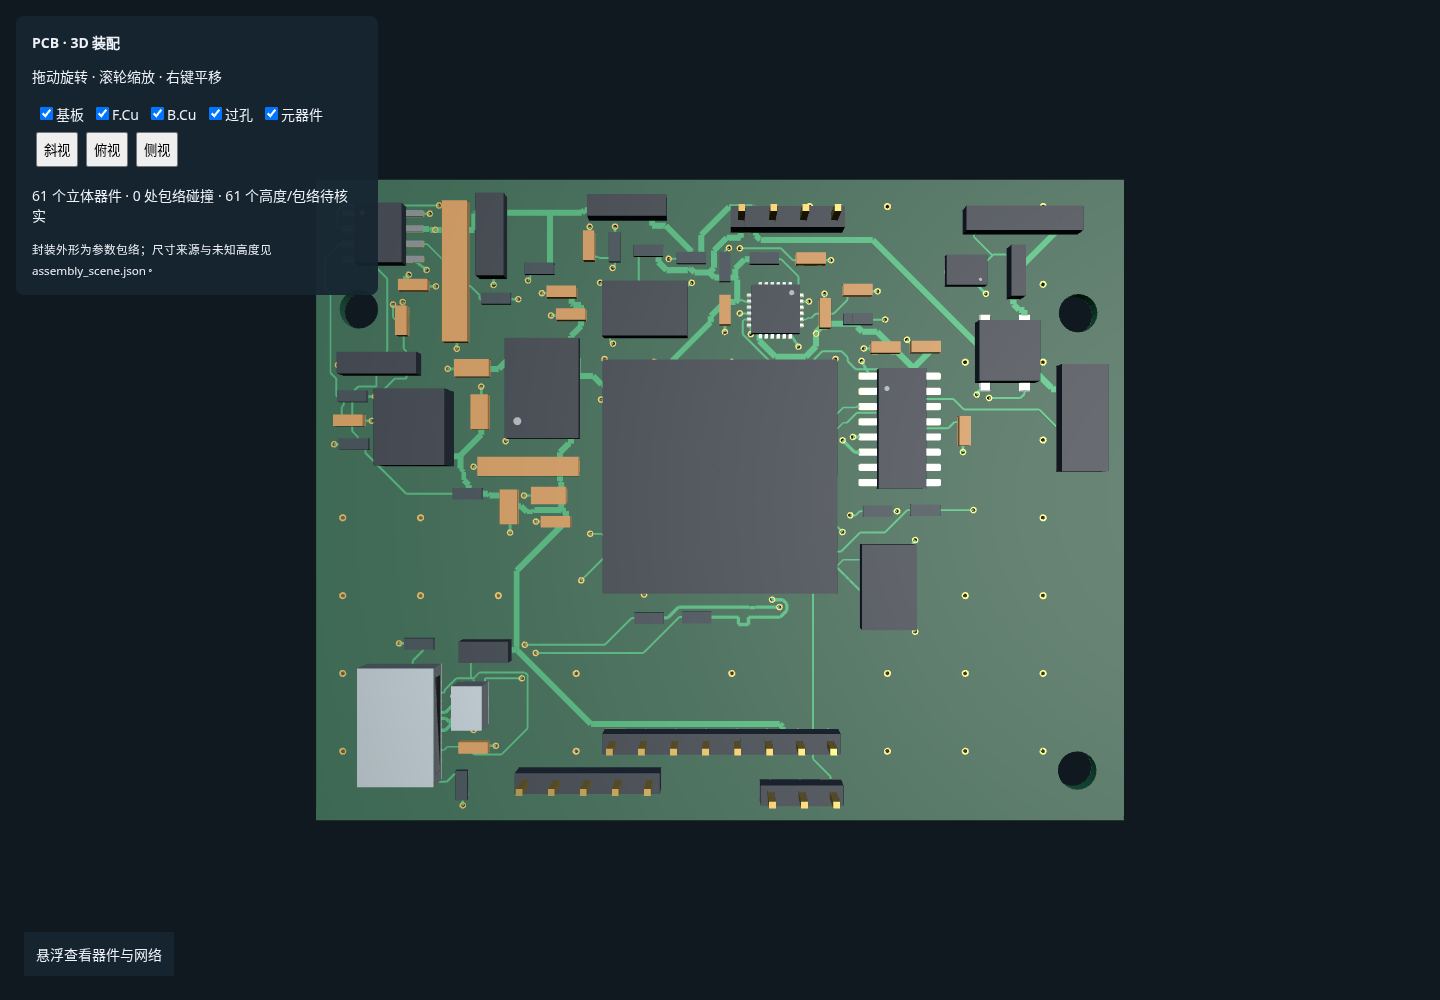 PCB · 3D 装配
拖动旋转 · 滚轮缩放 · 右键平移
基板 F.Cu B.Cu 过孔 元器件
斜视 俯视 侧视
61 个立体器件 · 0 处包络碰撞 · 61 个高度/包络待核
实
封装外形为参数包络；尺寸来源与未知高度见
assembly_scene.json。
悬浮查看器件与网络